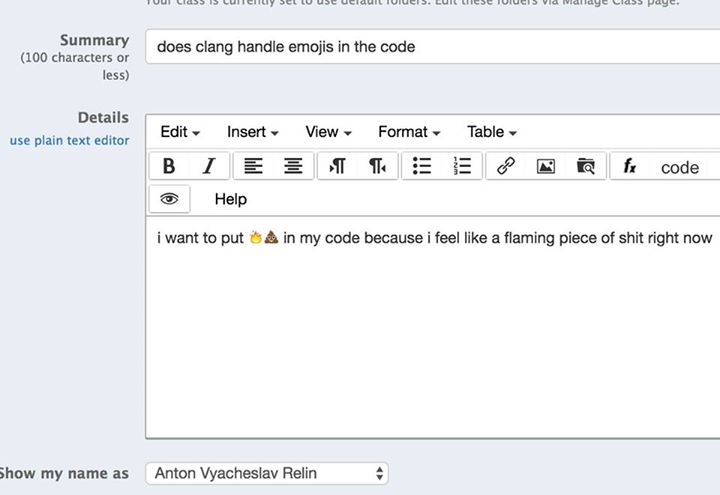 Your class is currently set to use default folders. Edit these folders via Manage Class page.
Summary
(100 characters or less)
does clang handle emojis in the code
Details
use plain text editor
Edit Insert View Format Table
B I fx code
Help
i want to put 🔥💩 in my code because i feel like a flaming piece of shit right now
Show my name as
Anton Vyacheslav Relin